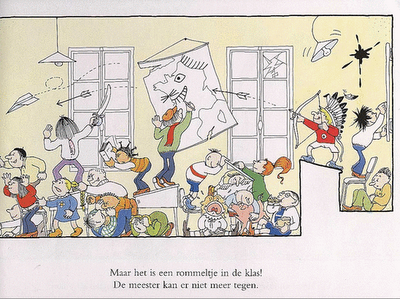 Maar het is een rommeltje in de klas!
De meester kan er niet meer tegen.